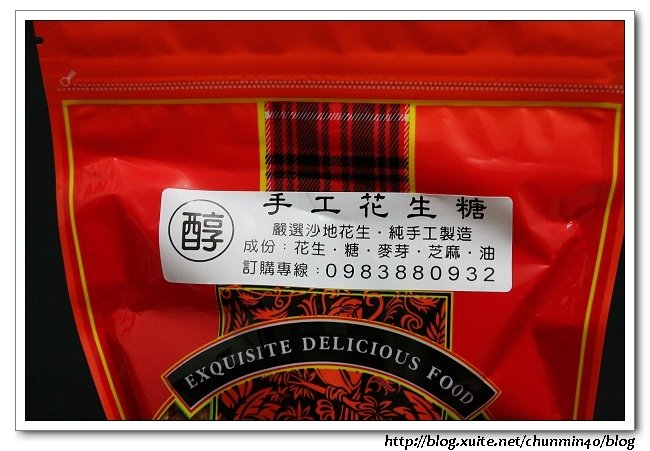 手工花生糖
醇
嚴選沙地花生‧純手工製造
成份：花生‧糖‧麥芽‧芝麻‧油
訂購專線：0983880932
EXQUISITE DELICIOUS FOOD
http://blog.xuite.net/chunmin40/blog